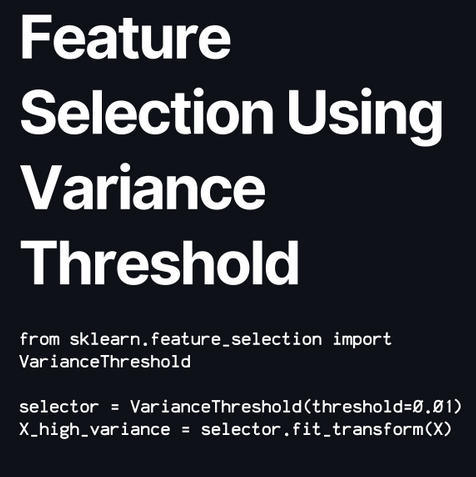 Feature
Selection Using
Variance
Threshold
from sklearn.feature_selection import
VarianceThreshold
selector = VarianceThreshold(threshold=0.01)
X_high_variance = selector.fit_transform(X)